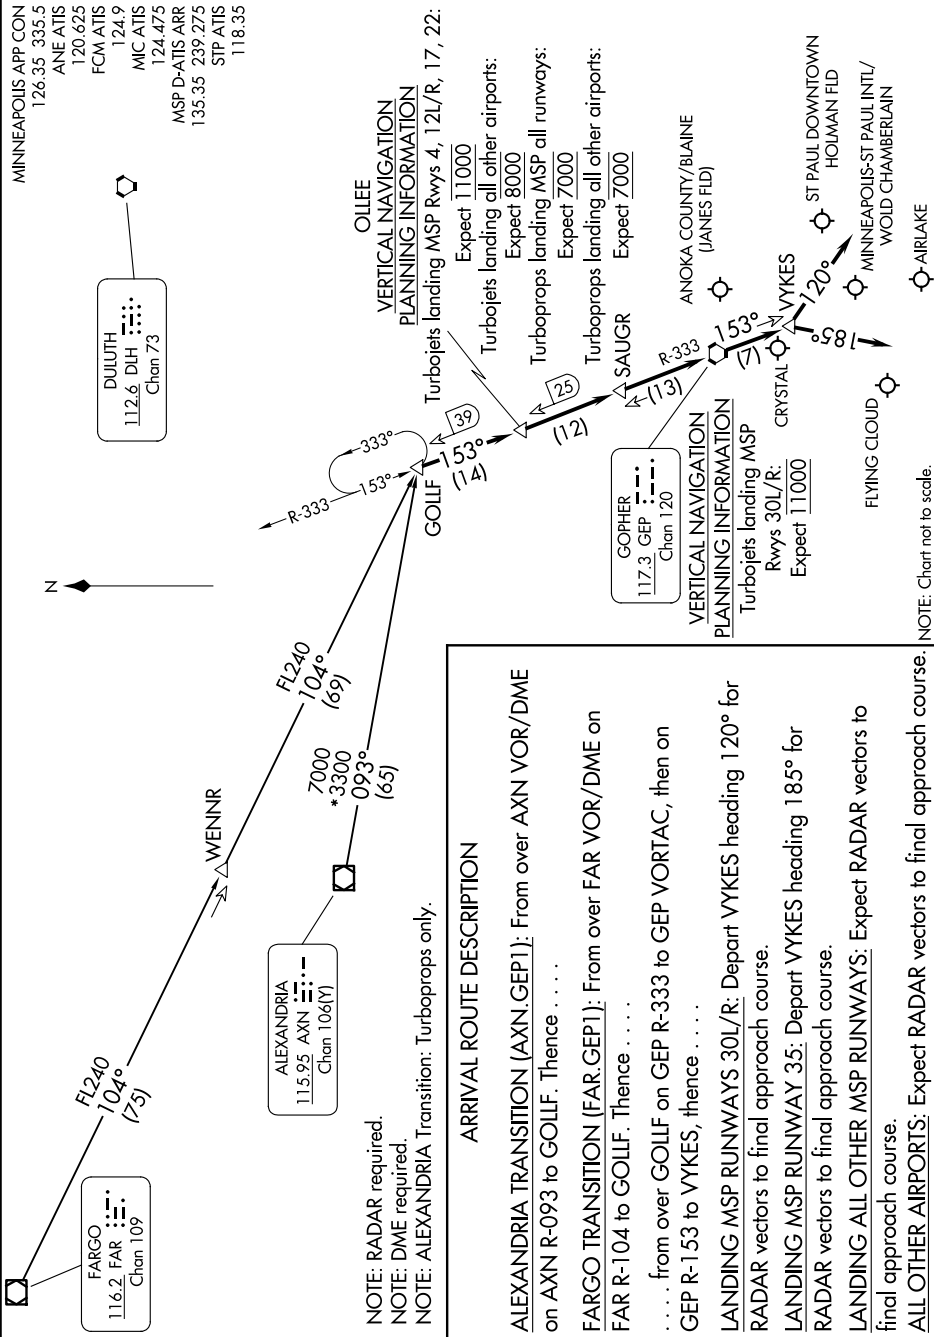 MINNEAPOLIS APP CON
126.35 335.5
ANE ATIS
120.625
FCM ATIS
124.9
MIC ATIS
124.475
MSP D-ATIS ARR
135.35 239.275
STP ATIS
118.35
DULUTH
112.6 DLH
Chan 73
N
OLLEE
VERTICAL NAVIGATION
PLANNING INFORMATION
Turbojets landing MSP Rwys 4, 12L/R, 17, 22:
Expect 11000
Turbojets landing all other airports:
Expect 8000
Turboprops landing MSP all runways:
Expect 7000
Turboprops landing all other airports:
Expect 7000
FARGO
116.2 FAR
Chan 109
FL240
104°
(75)
WENNR
FL240
104°
(69)
ALEXANDRIA
115.95 AXN
Chan 106(Y)
7000
*3300
093°
(65)
R-333
153°
333°
GOLLF
39
153°
(14)
25
(12)
SAUGR
(13)
R-333
GOPHER
117.3 GEP
Chan 120
153°
(7)
VYKES
120°
185°
ANOKA COUNTY/BLAINE
(JANES FLD)
CRYSTAL
ST PAUL DOWNTOWN
HOLMAN FLD
MINNEAPOLIS-ST PAUL INTL/
WOLD CHAMBERLAIN
AIRLAKE
FLYING CLOUD
VERTICAL NAVIGATION
PLANNING INFORMATION
Turbojets landing MSP
Rwys 30L/R:
Expect 11000
NOTE: RADAR required.
NOTE: DME required.
NOTE: ALEXANDRIA Transition: Turboprops only.
ARRIVAL ROUTE DESCRIPTION
ALEXANDRIA TRANSITION (AXN.GEP1): From over AXN VOR/DME
on AXN R-093 to GOLLF. Thence . . . .
FARGO TRANSITION (FAR.GEP1): From over FAR VOR/DME on
FAR R-104 to GOLLF. Thence . . . .
. . . . from over GOLLF on GEP R-333 to GEP VORTAC, then on
GEP R-153 to VYKES, thence . . . .
LANDING MSP RUNWAYS 30L/R: Depart VYKES heading 120° for
RADAR vectors to final approach course.
LANDING MSP RUNWAY 35: Depart VYKES heading 185° for
RADAR vectors to final approach course.
LANDING ALL OTHER MSP RUNWAYS: Expect RADAR vectors to
final approach course.
ALL OTHER AIRPORTS: Expect RADAR vectors to final approach course.
NOTE: Chart not to scale.